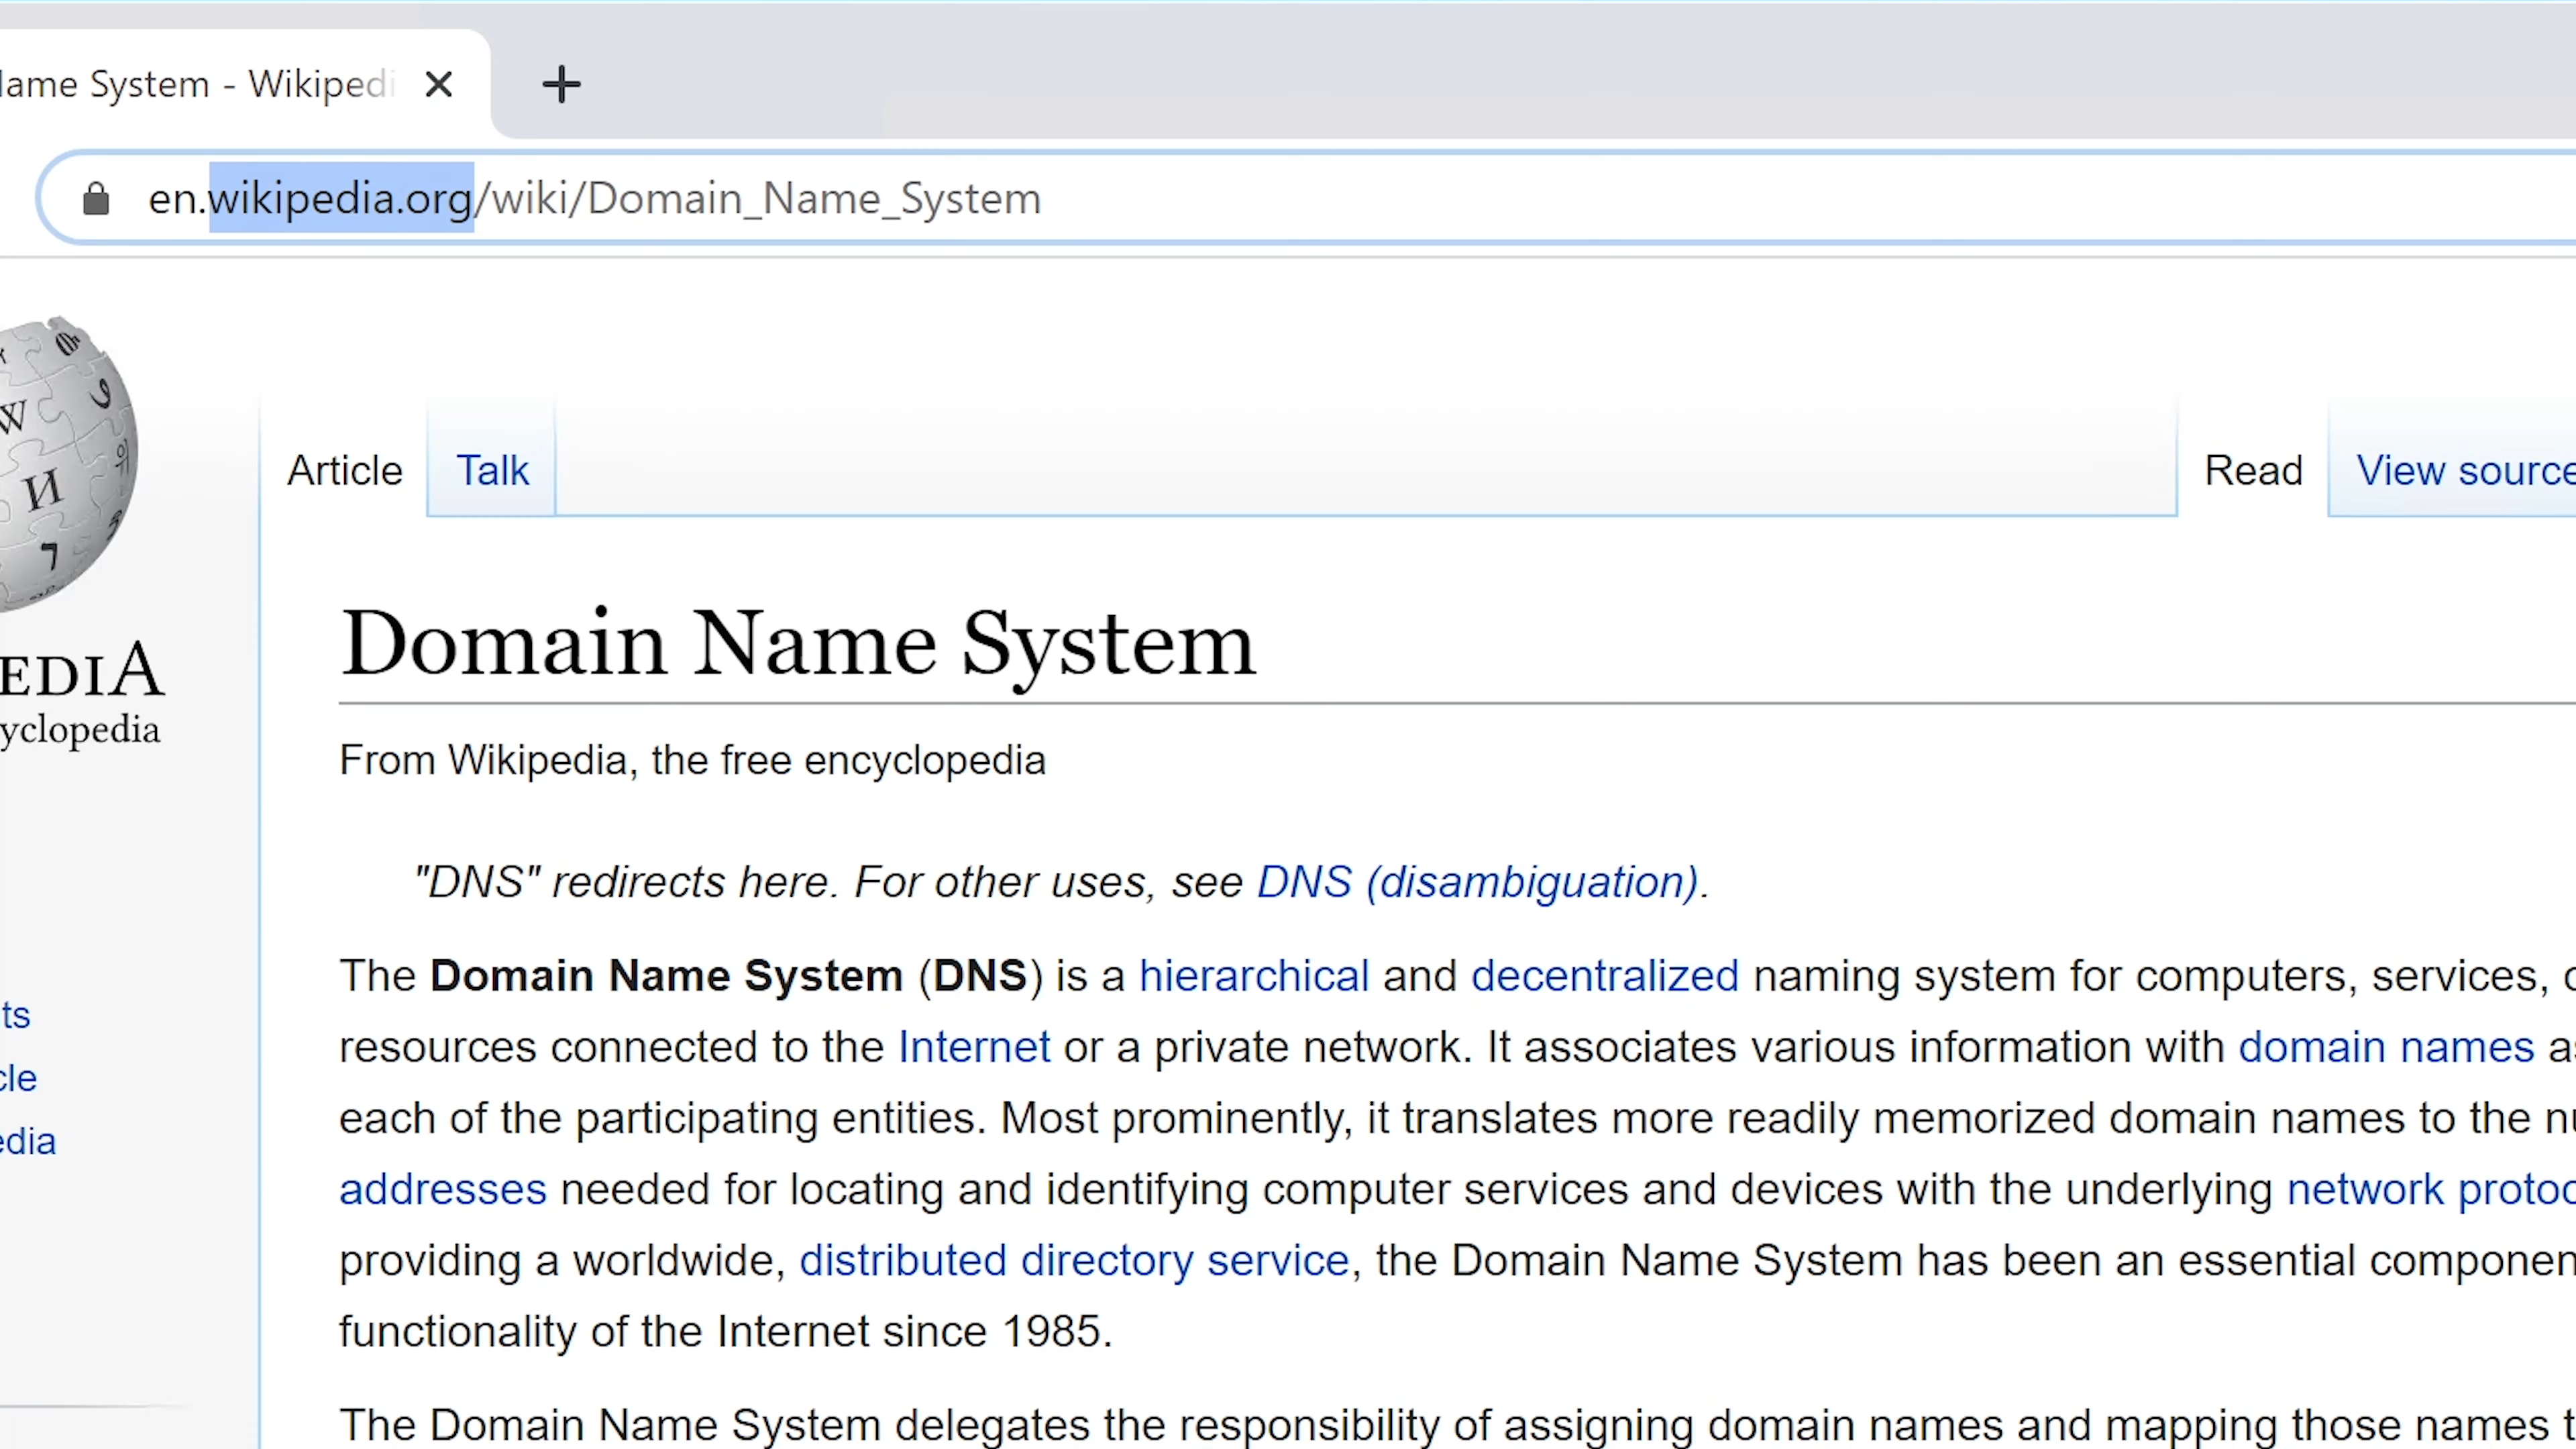 ame System - Wikipedi
en.wikipedia.org/wiki/Domain_Name_System
W
И
EDIA
yclopedia
Article Talk Read View source
Domain Name System
From Wikipedia, the free encyclopedia
"DNS" redirects here. For other uses, see DNS (disambiguation).
The Domain Name System (DNS) is a hierarchical and decentralized naming system for computers, services,
resources connected to the Internet or a private network. It associates various information with domain names as
each of the participating entities. Most prominently, it translates more readily memorized domain names to the nu
addresses needed for locating and identifying computer services and devices with the underlying network protoc
providing a worldwide, distributed directory service, the Domain Name System has been an essential componen
functionality of the Internet since 1985.
The Domain Name System delegates the responsibility of assigning domain names and mapping those names t
ts
cle
edia